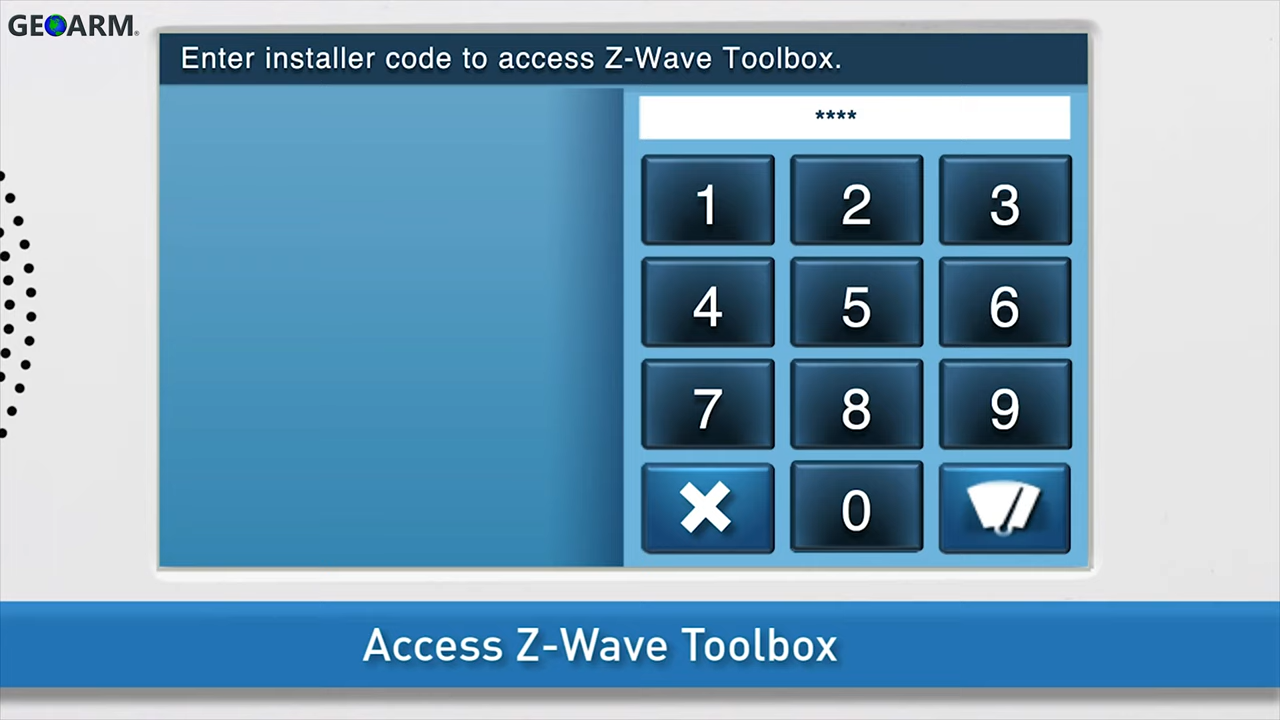 GEOARM®
Enter installer code to access Z-Wave Toolbox.
****
1 2 3
4 5 6
7 8 9
0
Access Z-Wave Toolbox